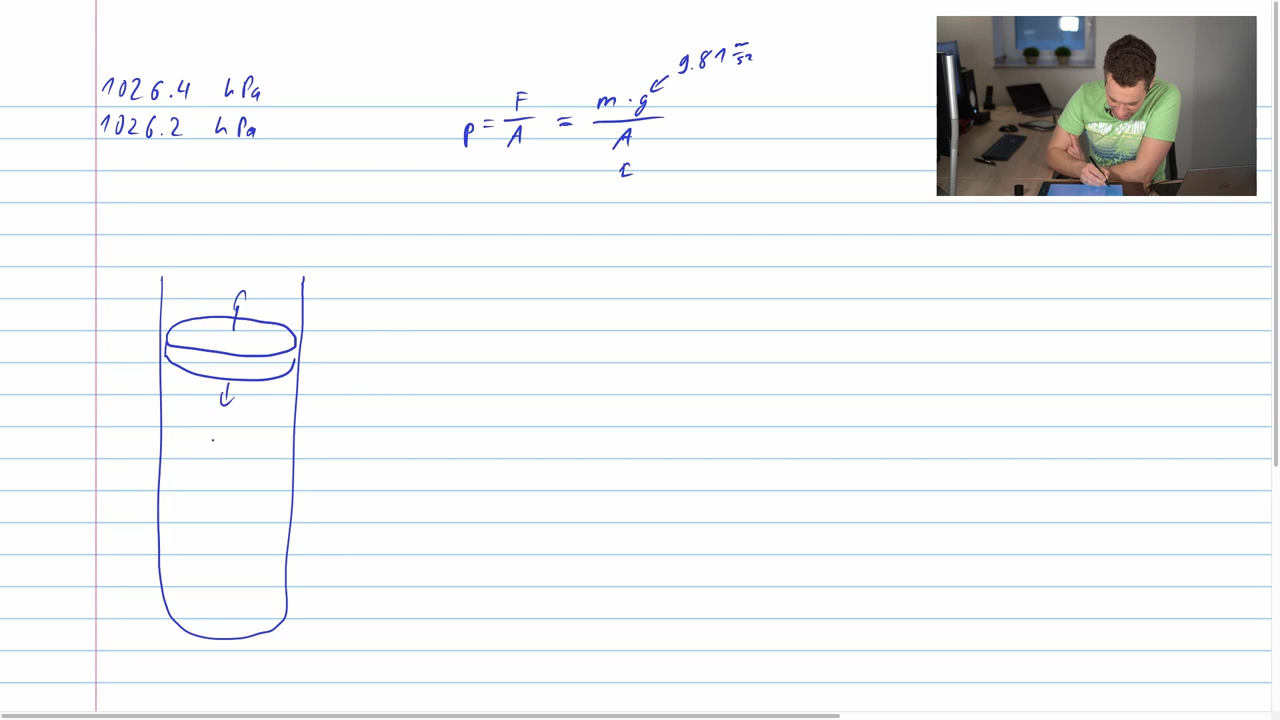 1026.4 hPa
1026.2 hPa
p = F/A = m·g/A
9.81 m/s²